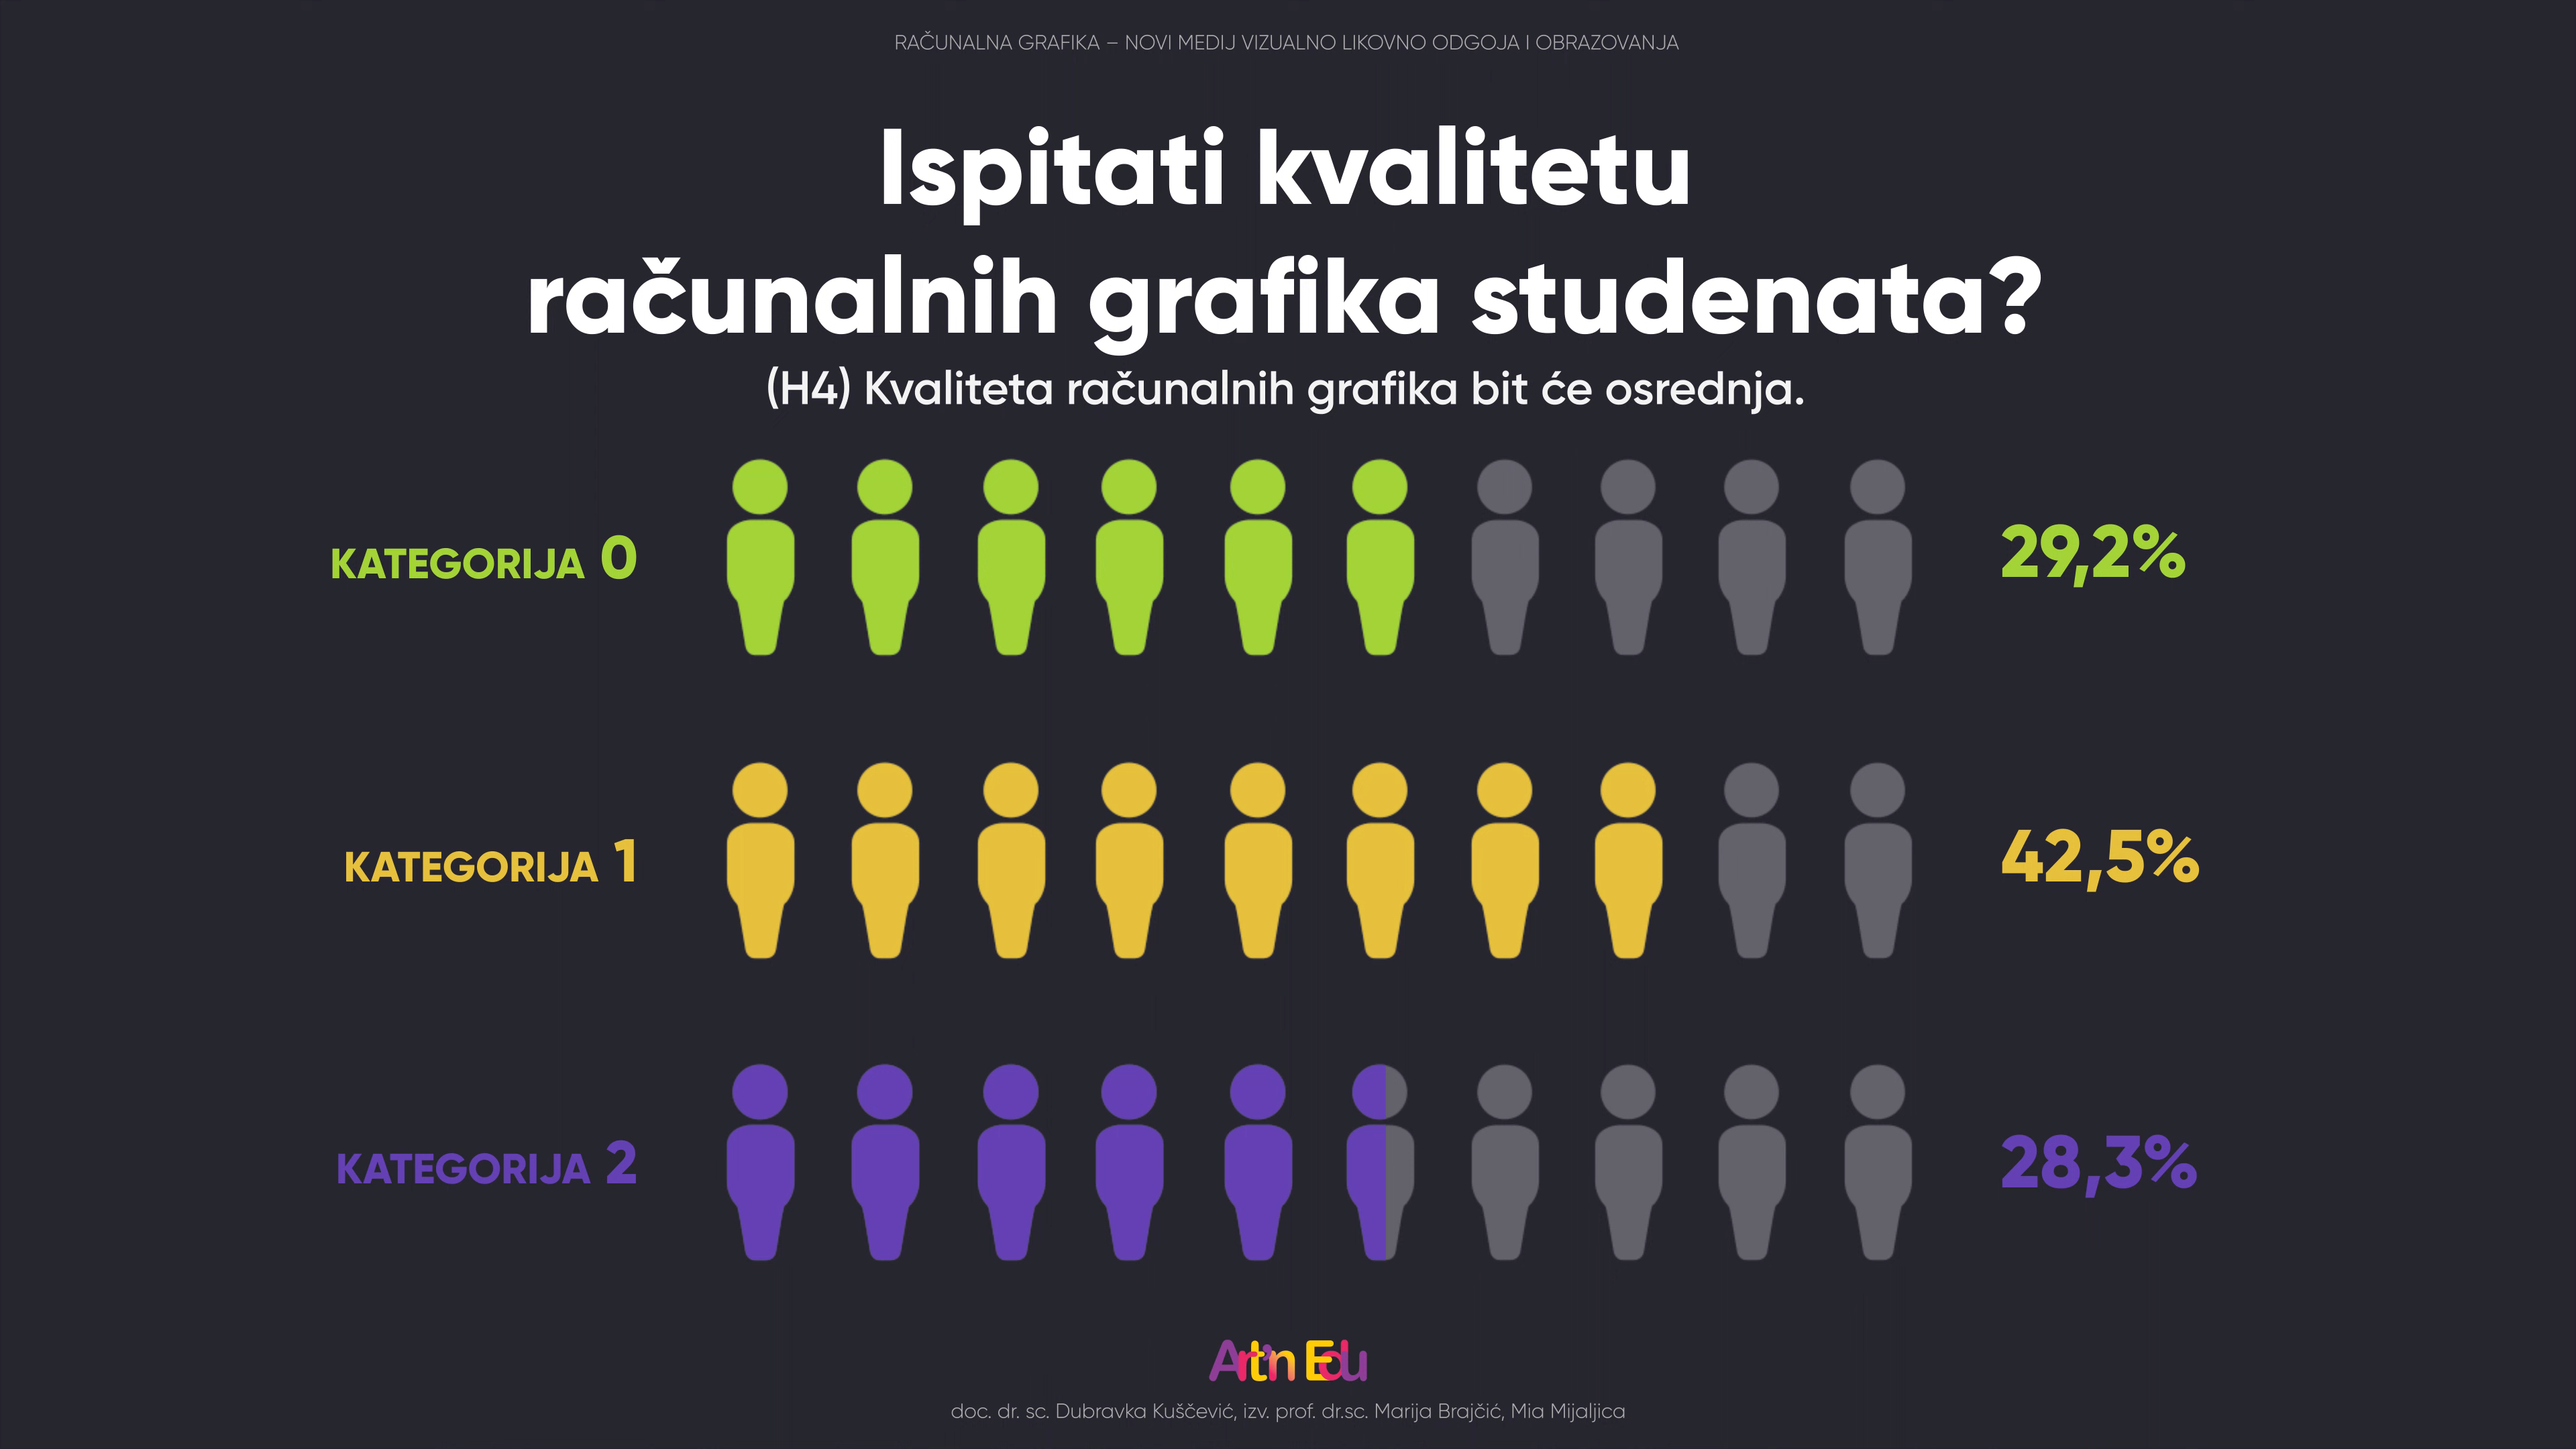 RAČUNALNA GRAFIKA – NOVI MEDIJ VIZUALNO LIKOVNO ODGOJA I OBRAZOVANJA
Ispitati kvalitetu
računalnih grafika studenata?
(H4) Kvaliteta računalnih grafika bit će osrednja.
KATEGORIJA 0
29,2%
KATEGORIJA 1
42,5%
KATEGORIJA 2
28,3%
Art'n Edu
doc. dr. sc. Dubravka Kuščević, izv. prof. dr.sc. Marija Brajčić, Mia Mijaljica